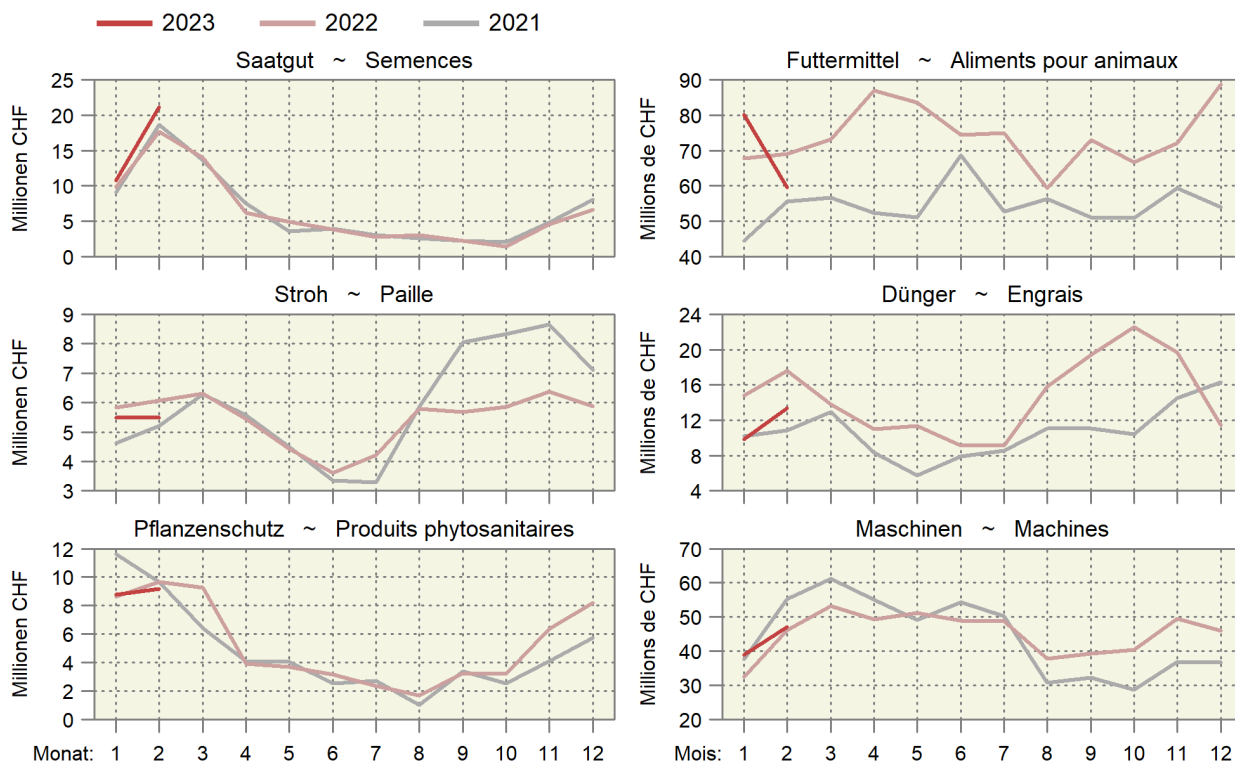 2023 2022 2021
Saatgut ~ Semences
Millionen CHF
25
20
15
10
5
0
Futtermittel ~ Aliments pour animaux
Millions de CHF
90
80
70
60
50
40
Stroh ~ Paille
Millionen CHF
9
8
7
6
5
4
3
Dünger ~ Engrais
Millions de CHF
24
20
16
12
8
4
Pflanzenschutz ~ Produits phytosanitaires
Millionen CHF
12
10
8
6
4
2
0
Monat: 1 2 3 4 5 6 7 8 9 10 11 12
Maschinen ~ Machines
Millions de CHF
70
60
50
40
30
20
Mois: 1 2 3 4 5 6 7 8 9 10 11 12